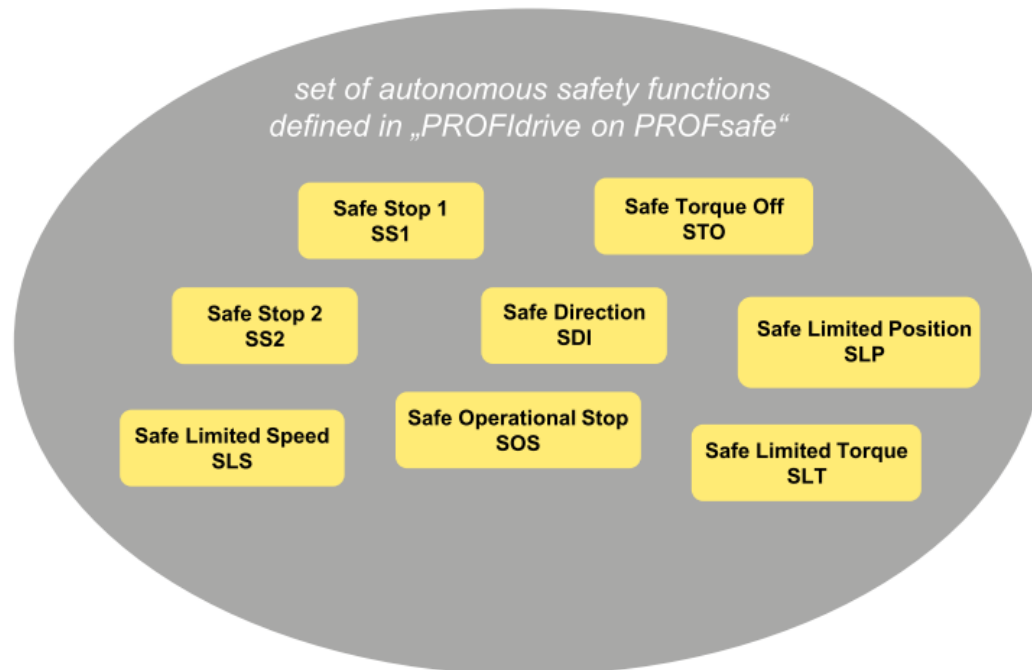 set of autonomous safety functions
defined in „PROFIdrive on PROFsafe“
Safe Stop 1
SS1
Safe Torque Off
STO
Safe Stop 2
SS2
Safe Direction
SDI
Safe Limited Position
SLP
Safe Limited Speed
SLS
Safe Operational Stop
SOS
Safe Limited Torque
SLT